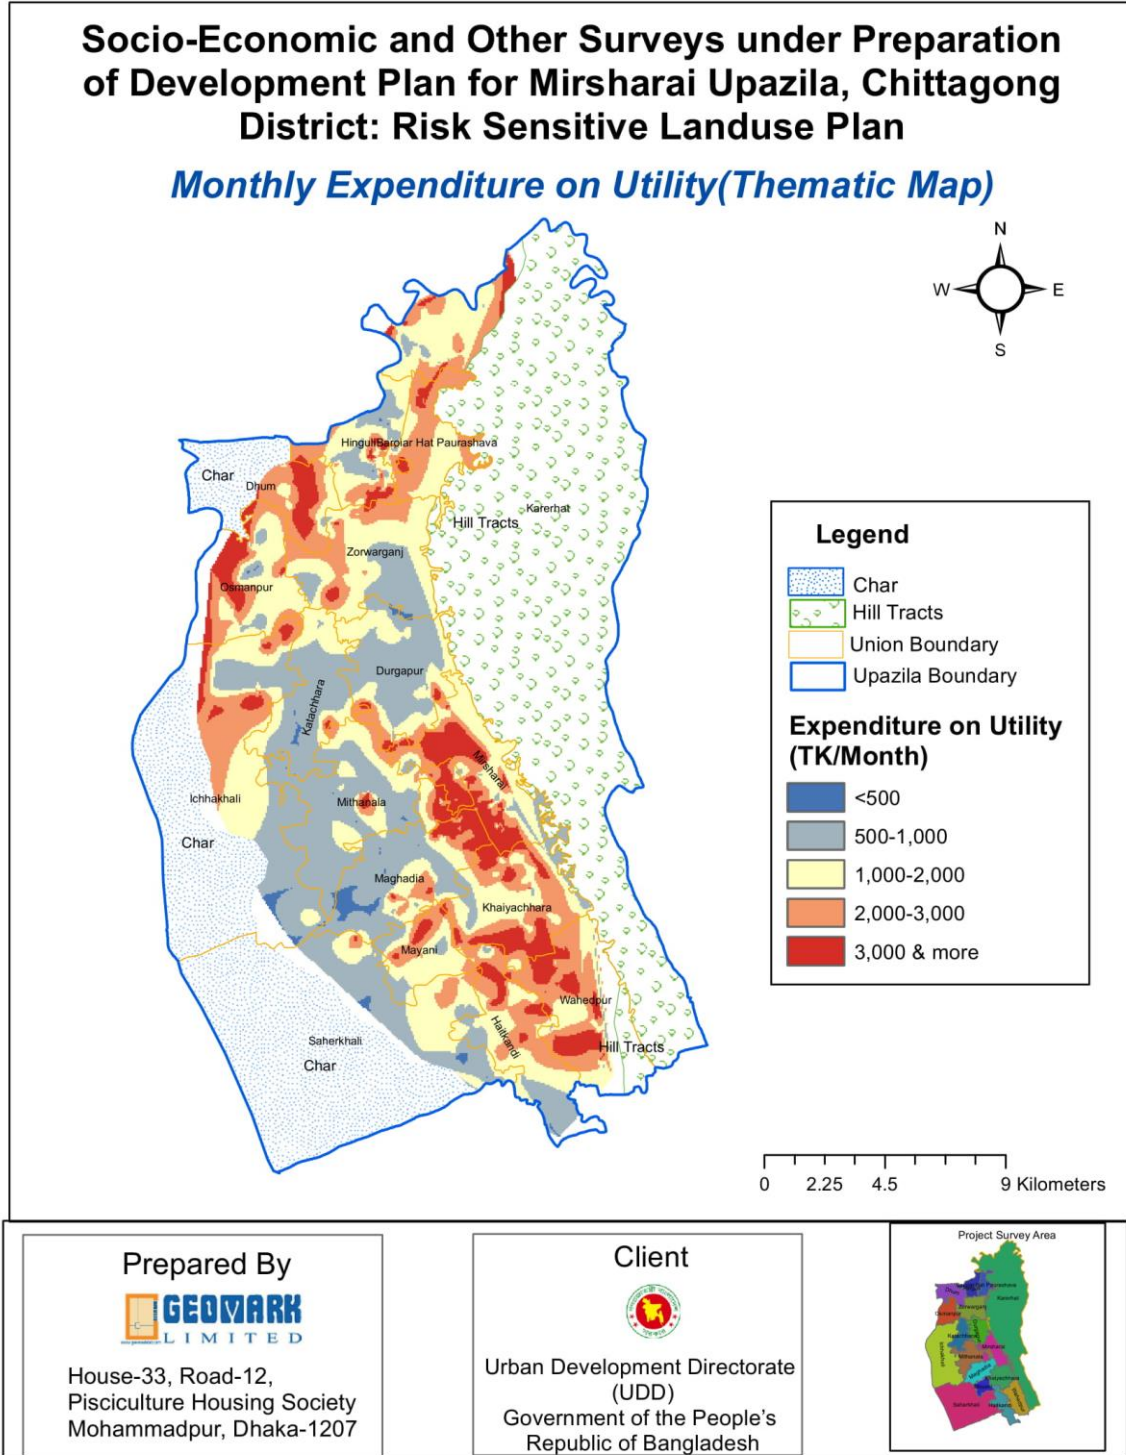 Socio-Economic and Other Surveys under Preparation
of Development Plan for Mirsharai Upazila, Chittagong
District: Risk Sensitive Landuse Plan
Monthly Expenditure on Utility(Thematic Map)
N
W E
S
Hinguli Baroiar Hat Paurashava
Char
Dhum
Karerhat
Hill Tracts
Zorwarganj
Osmanpur
Durgapur
Katachhara
Mirsharai
Ichhakhali
Mithanala
Char
Maghadia
Khaiyachhara
Mayani
Wahedpur
Haitkandi
Saherkhali
Hill Tracts
Char
Legend
Char
Hill Tracts
Union Boundary
Upazila Boundary
Expenditure on Utility
(TK/Month)
<500
500-1,000
1,000-2,000
2,000-3,000
3,000 & more
0 2.25 4.5 9 Kilometers
Prepared By
GEOMARK
LIMITED
House-33, Road-12,
Pisciculture Housing Society
Mohammadpur, Dhaka-1207
Client
Urban Development Directorate
(UDD)
Government of the People's
Republic of Bangladesh
Project Survey Area
Karerhat